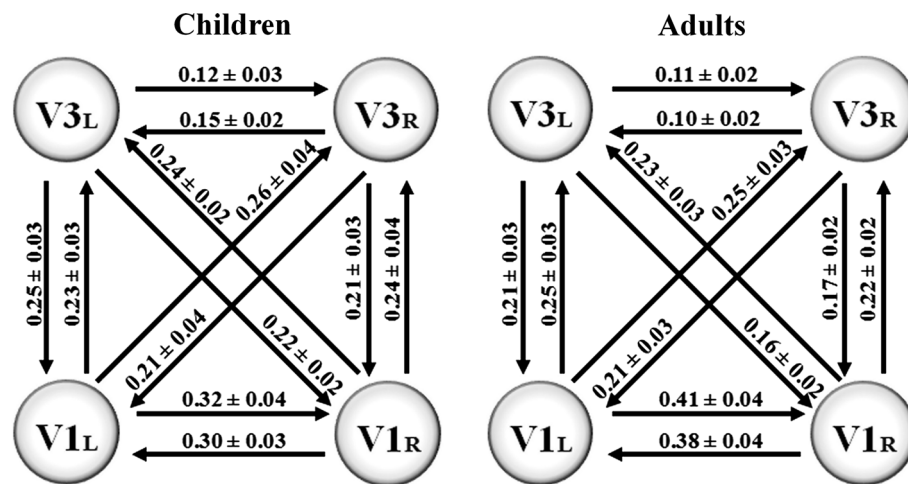 Children
V3L
0.12 ± 0.03
V3R
0.15 ± 0.02
0.24 ± 0.02
0.26 ± 0.04
0.25 ± 0.03
0.23 ± 0.03
0.21 ± 0.03
0.24 ± 0.04
0.21 ± 0.04
0.22 ± 0.02
V1L
0.32 ± 0.04
V1R
0.30 ± 0.03
Adults
V3L
0.11 ± 0.02
V3R
0.10 ± 0.02
0.23 ± 0.03
0.25 ± 0.03
0.21 ± 0.03
0.25 ± 0.03
0.17 ± 0.02
0.22 ± 0.02
0.21 ± 0.03
0.16 ± 0.02
V1L
0.41 ± 0.04
V1R
0.38 ± 0.04